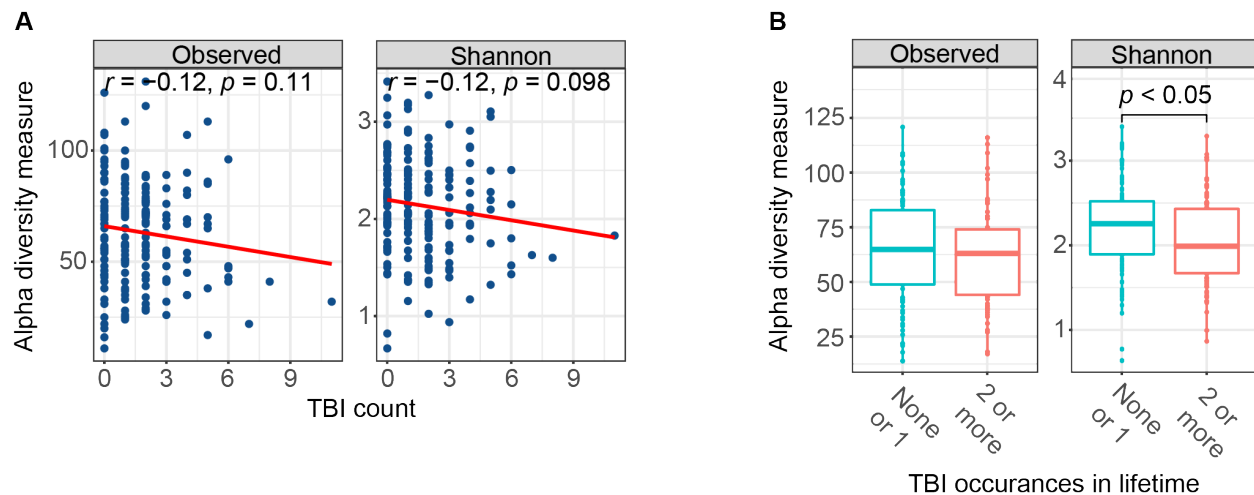 A
B
Observed
Shannon
Observed
Shannon
r = −0.12, p = 0.11
r = −0.12, p = 0.098
p < 0.05
Alpha diversity measure
100
50
3
2
1
0 3 6 9
0 3 6 9
TBI count
Alpha diversity measure
125
100
75
50
25
4
3
2
1
None
or 1
2 or
more
None
or 1
2 or
more
TBI occurances in lifetime